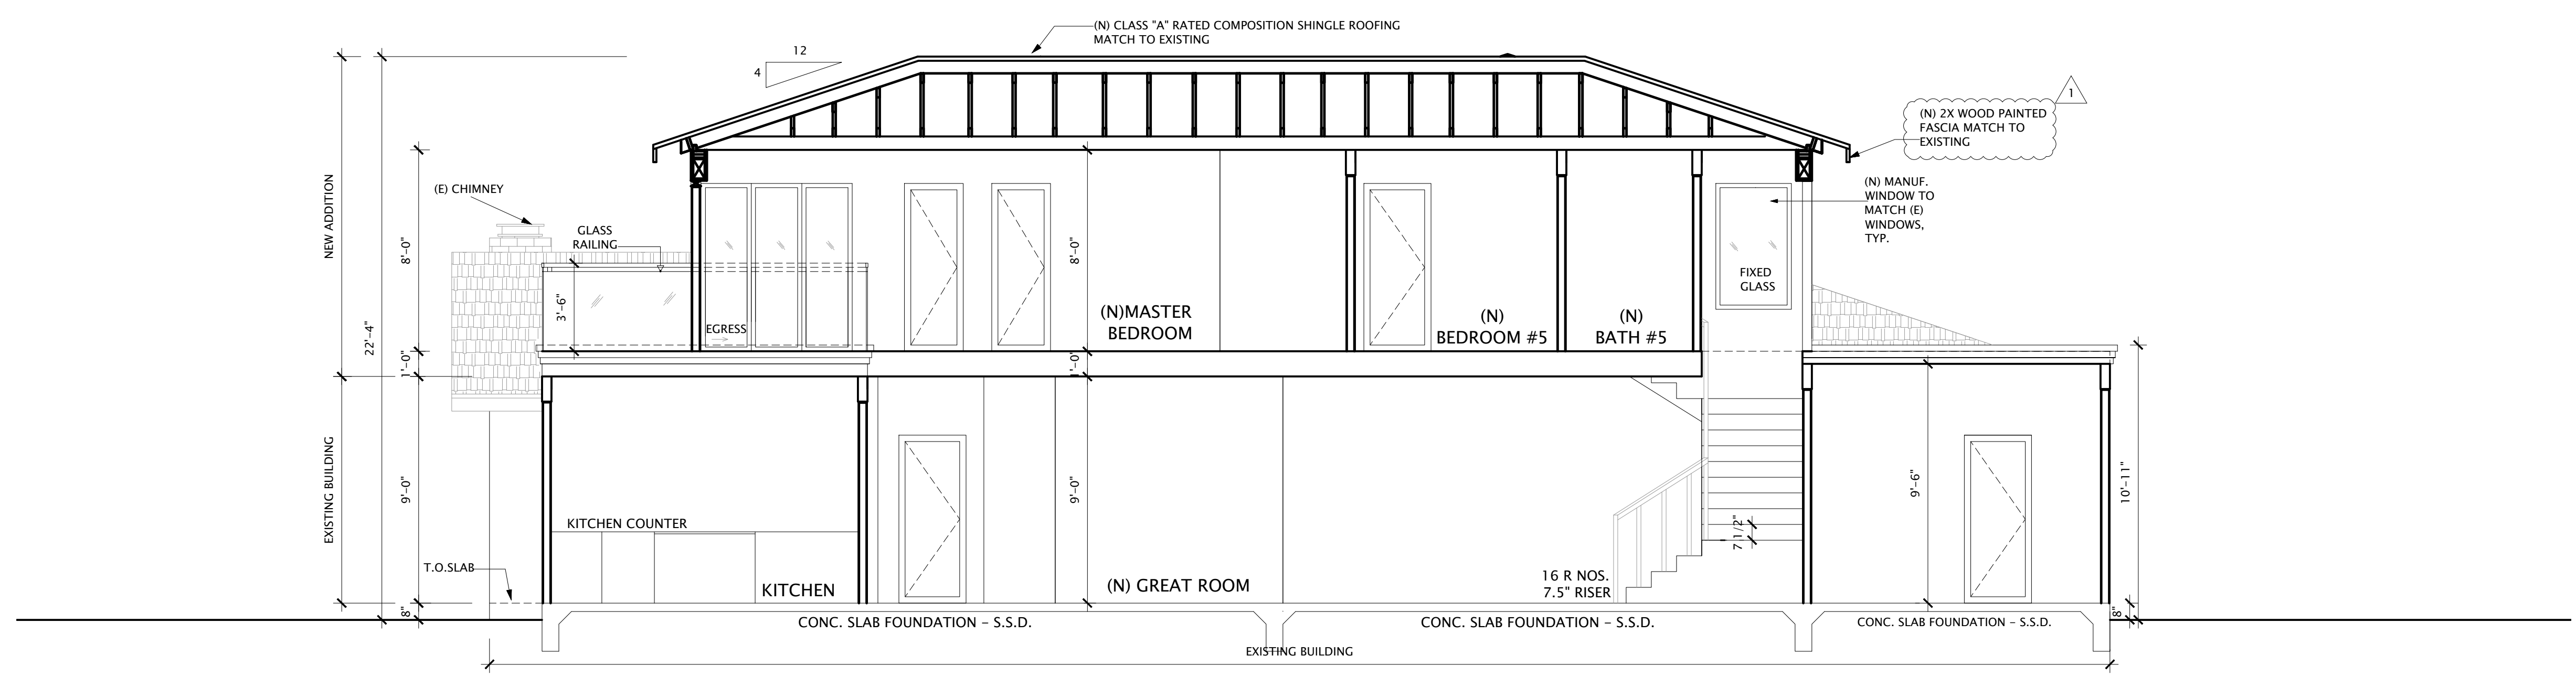 (N) CLASS "A" RATED COMPOSITION SHINGLE ROOFING
MATCH TO EXISTING
12
4
1
(N) 2X WOOD PAINTED
FASCIA MATCH TO
EXISTING
(N) MANUF.
WINDOW TO
MATCH (E)
WINDOWS,
TYP.
NEW ADDITION
22'-4"
8'-0"
(E) CHIMNEY
GLASS
RAILING
3'-6"
EGRESS
8'-0"
(N)MASTER
BEDROOM
(N)
BEDROOM #5
(N)
BATH #5
FIXED
GLASS
1'-0"
1'-0"
EXISTING BUILDING
9'-0"
9'-0"
KITCHEN COUNTER
KITCHEN
T.O.SLAB
(N) GREAT ROOM
16 R NOS.
7.5" RISER
7 1/2"
9'-6"
10'-11"
8"
8"
CONC. SLAB FOUNDATION - S.S.D.
CONC. SLAB FOUNDATION - S.S.D.
CONC. SLAB FOUNDATION - S.S.D.
EXISTING BUILDING